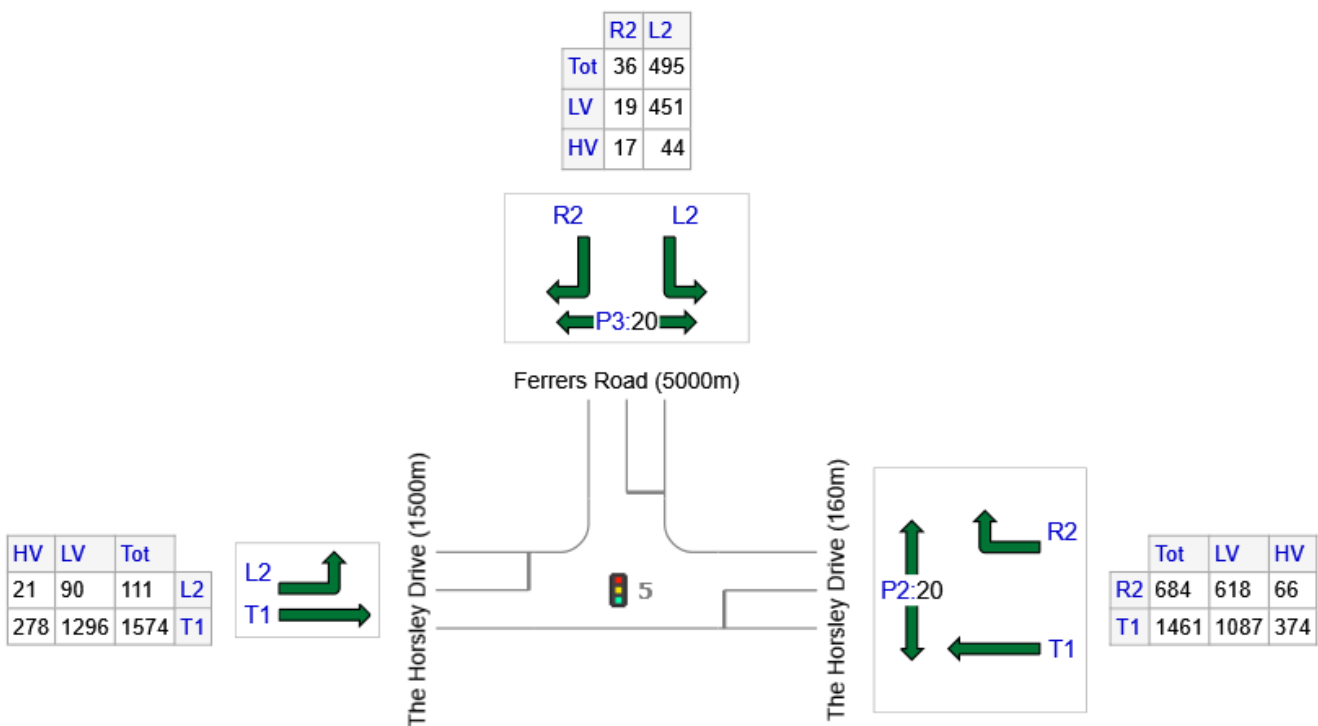 R2 L2
Tot 36 495
LV 19 451
HV 17 44
R2 L2
P3:20
Ferrers Road (5000m)
The Horsley Drive (1500m)
The Horsley Drive (160m)
HV LV Tot
21 90 111 L2
278 1296 1574 T1
L2
T1
5
R2
P2:20
T1
Tot LV HV
R2 684 618 66
T1 1461 1087 374